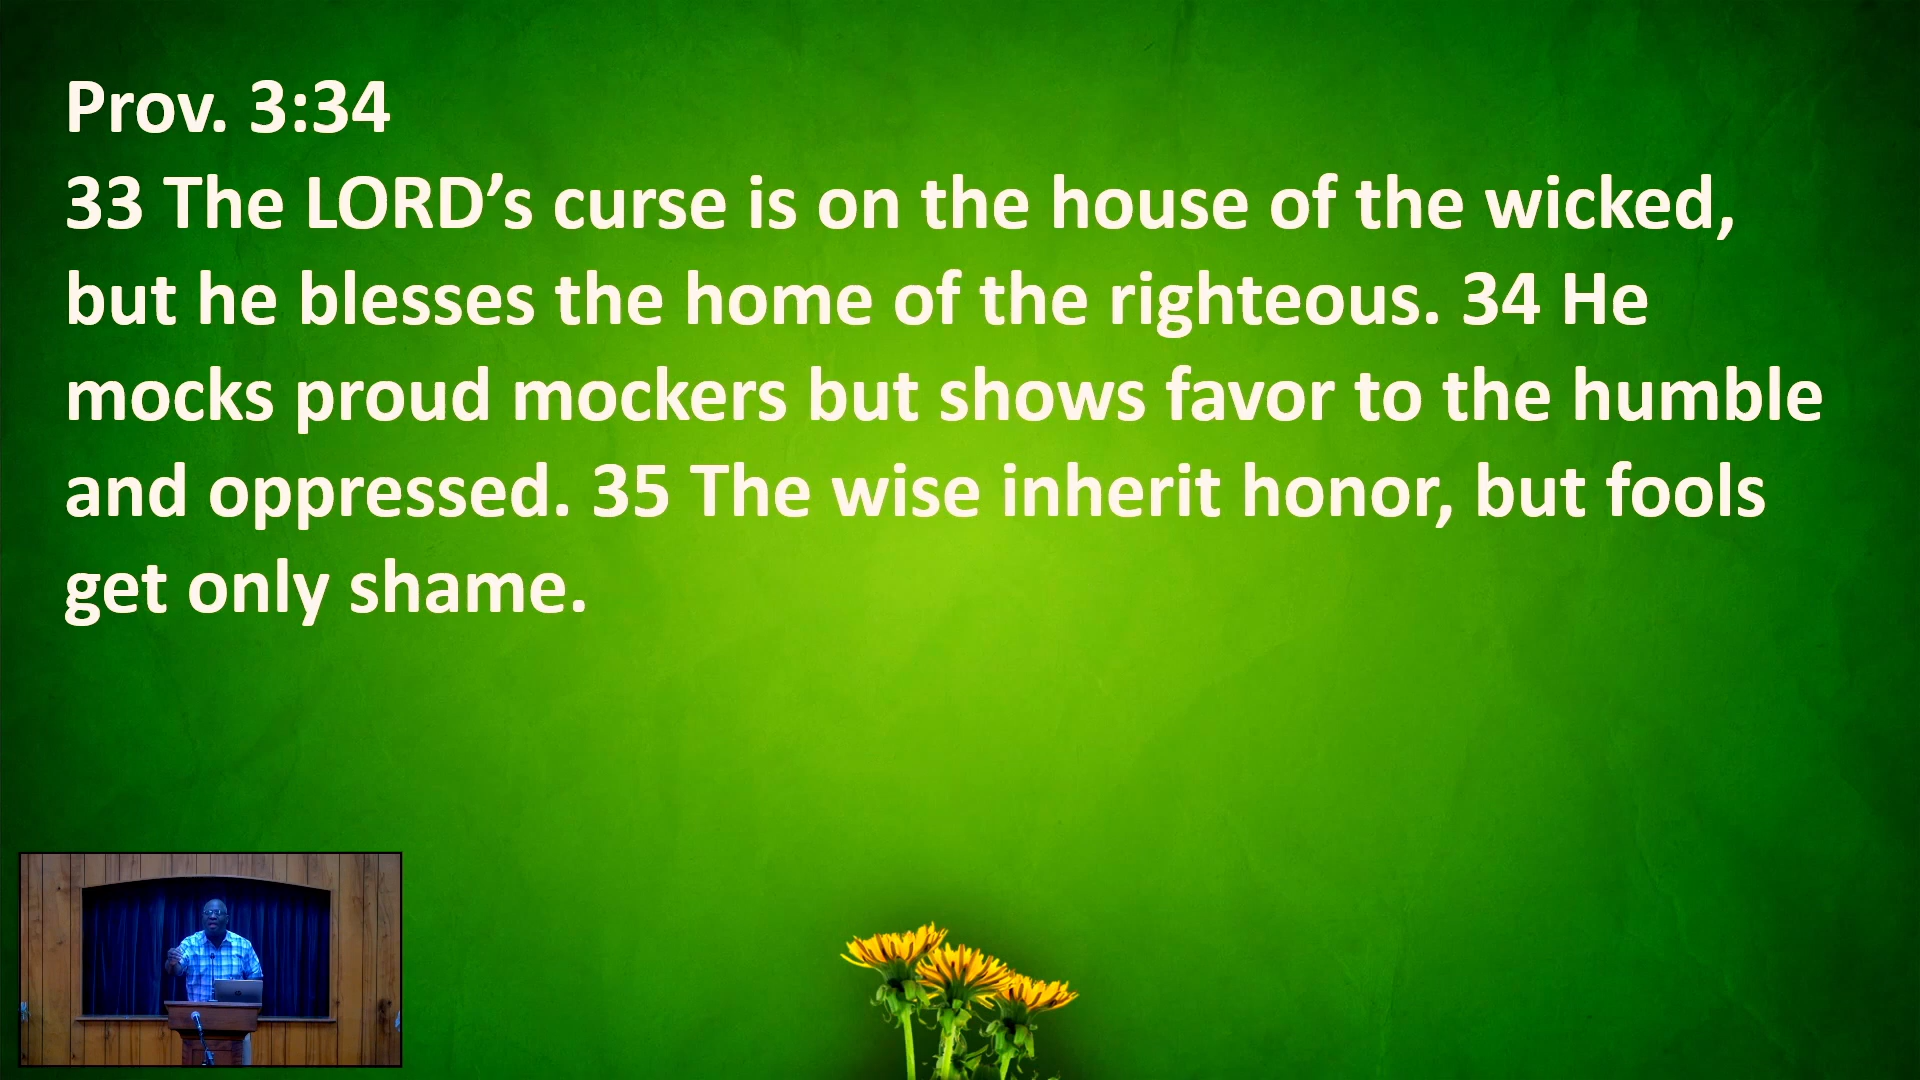 Prov. 3:34
33 The LORD’s curse is on the house of the wicked,
but he blesses the home of the righteous. 34 He
mocks proud mockers but shows favor to the humble
and oppressed. 35 The wise inherit honor, but fools
get only shame.